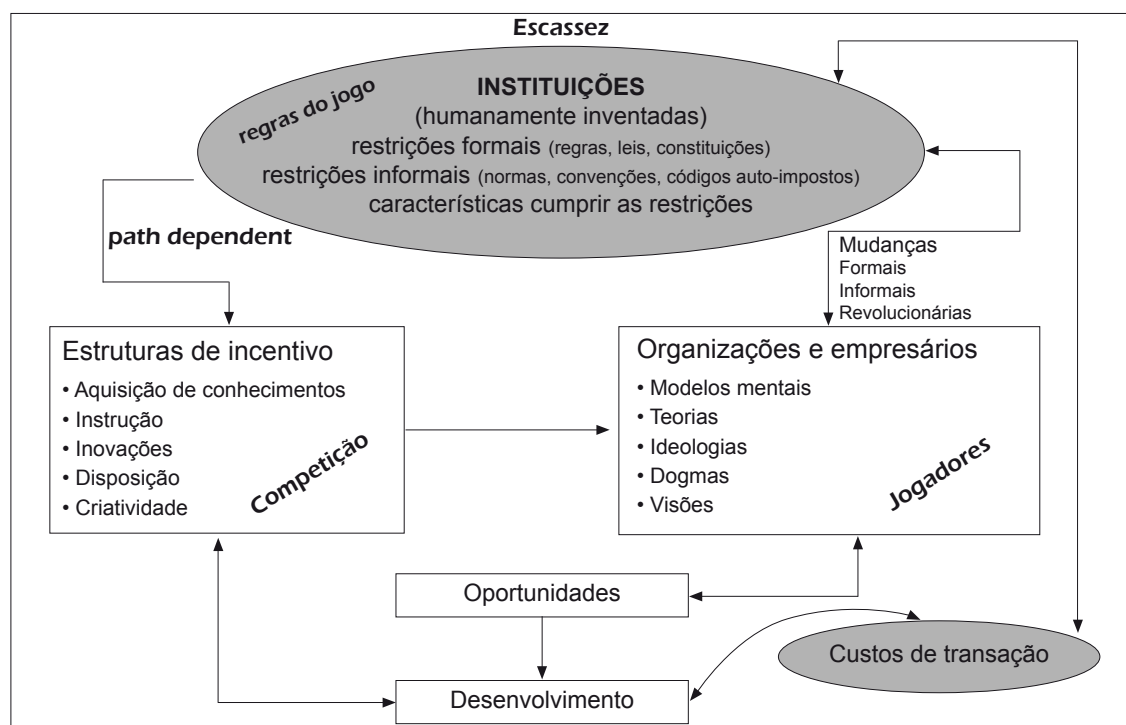 Escassez
regras do jogo
INSTITUIÇÕES
(humanamente inventadas)
restrições formais (regras, leis, constituições)
restrições informais (normas, convenções, códigos auto-impostos)
características cumprir as restrições
path dependent
Mudanças
Formais
Informais
Revolucionárias
Estruturas de incentivo
• Aquisição de conhecimentos
• Instrução
• Inovações
• Disposição
• Criatividade
Competição
Organizações e empresários
• Modelos mentais
• Teorias
• Ideologias
• Dogmas
• Visões
Jogadores
Oportunidades
Custos de transação
Desenvolvimento